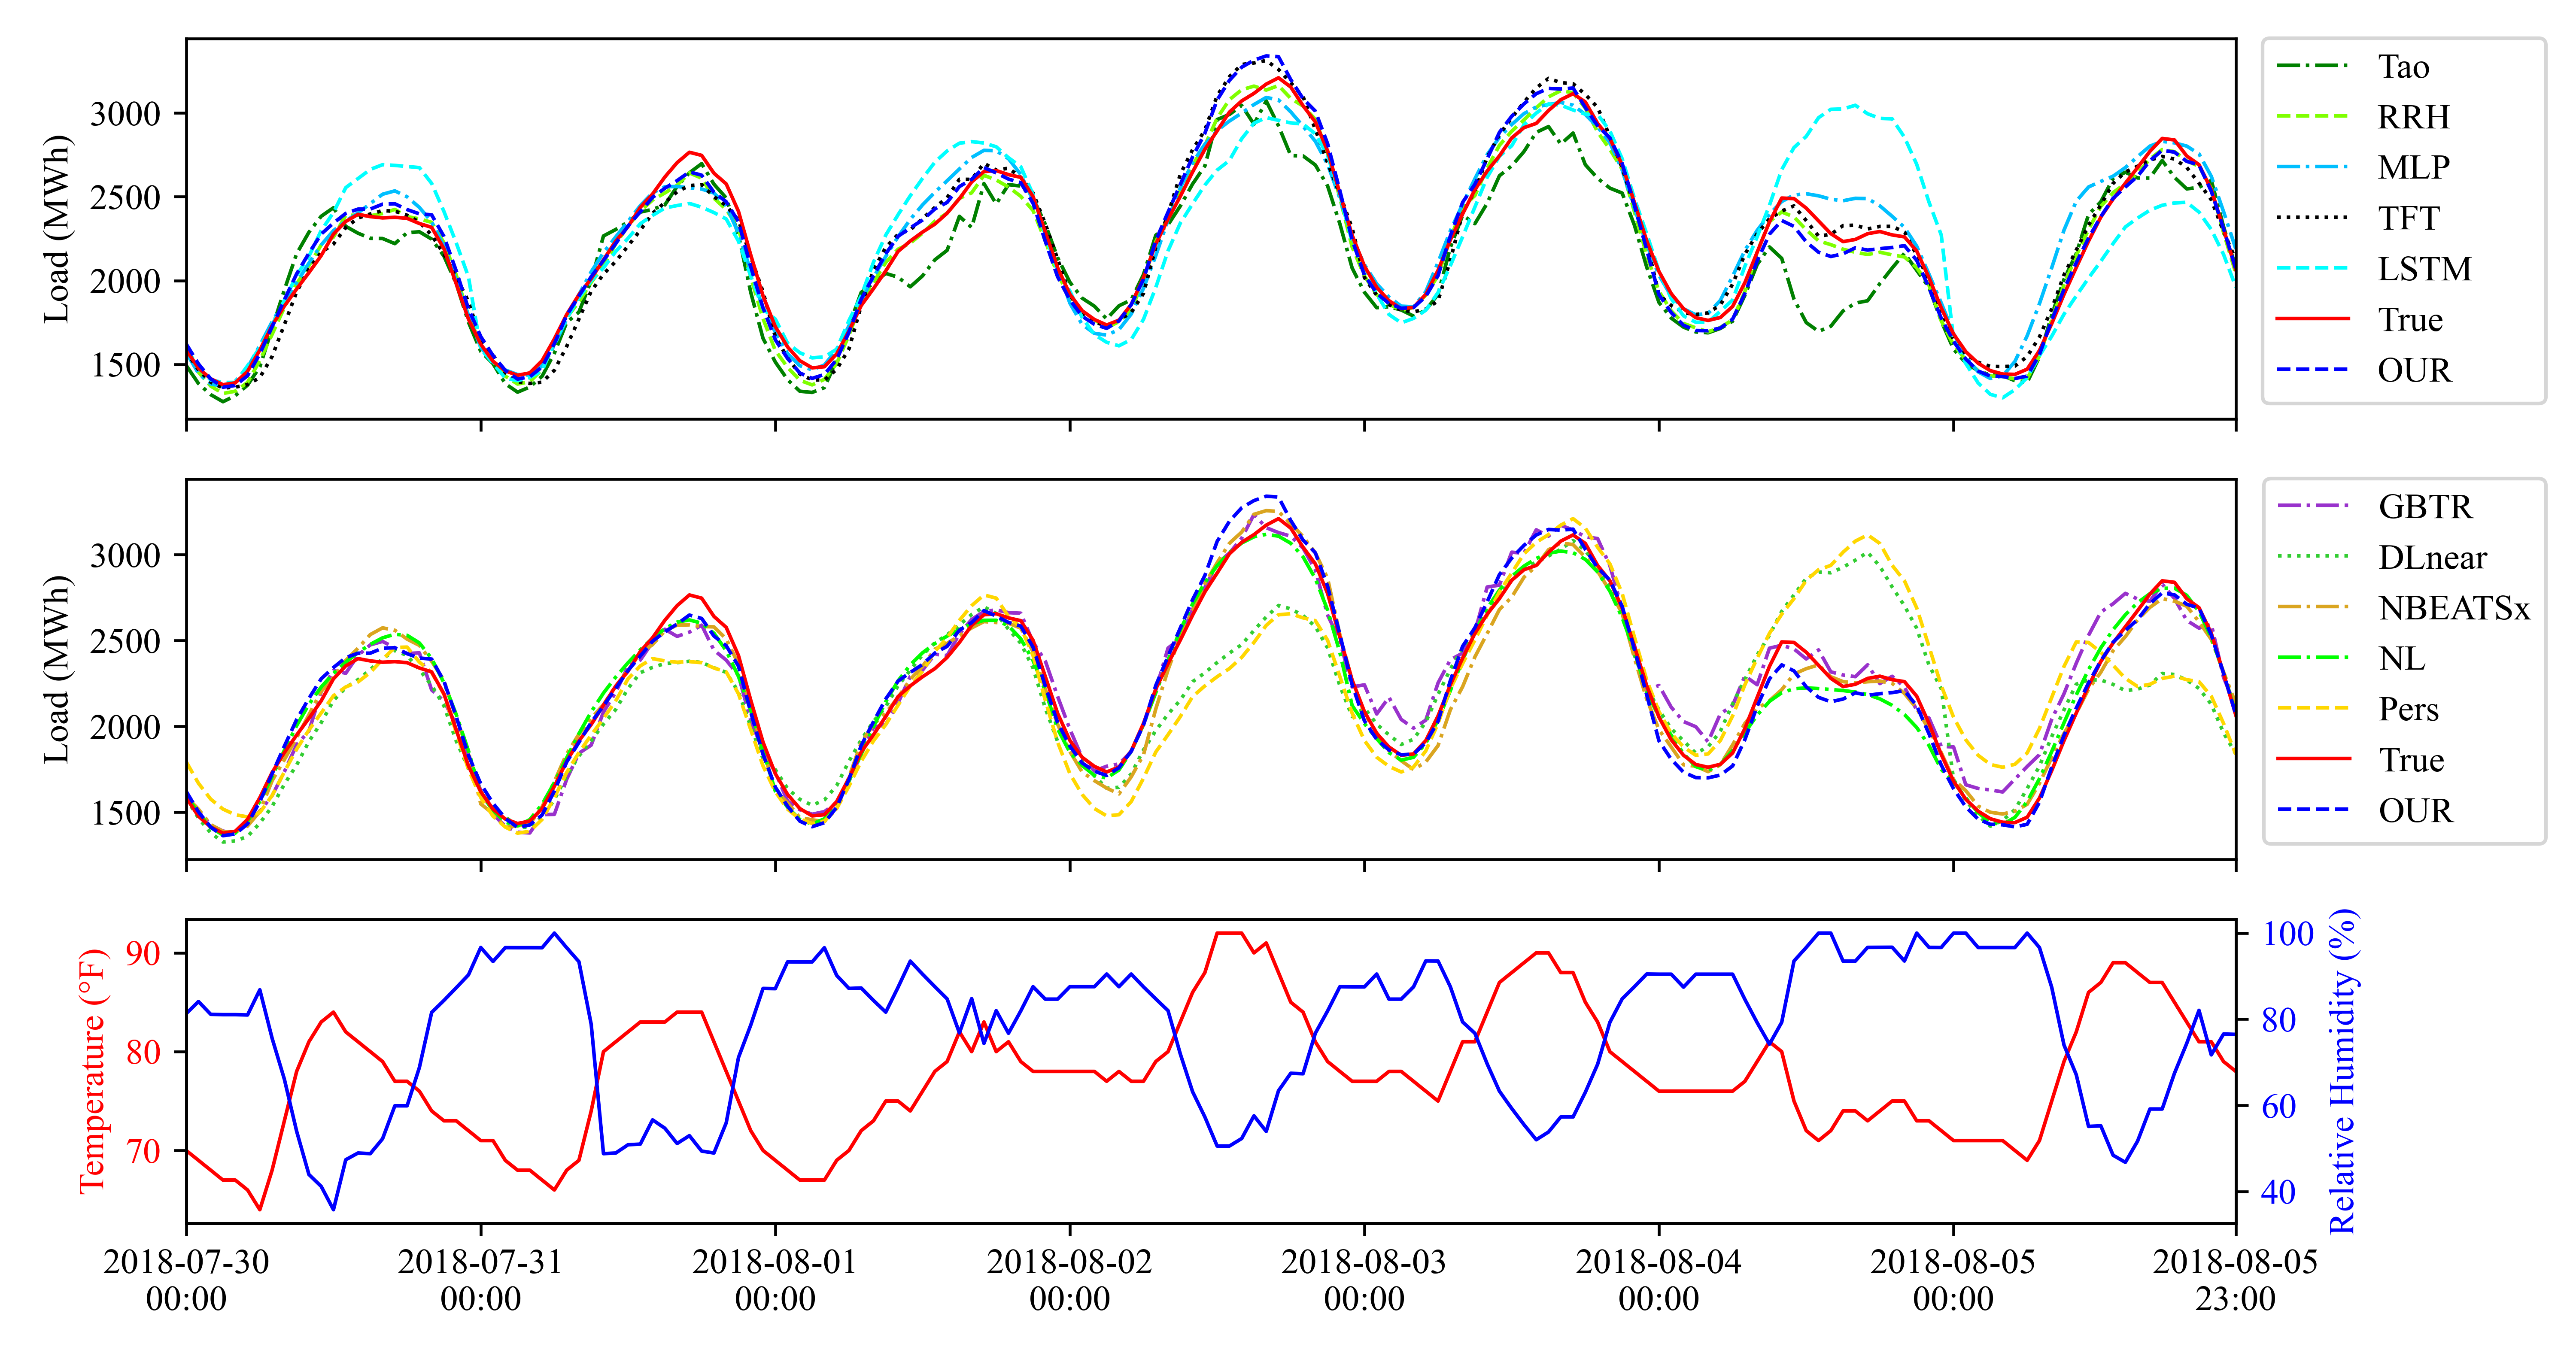 Load (MWh)
3000
2500
2000
1500
Tao
RRH
MLP
TFT
LSTM
True
OUR
Load (MWh)
3000
2500
2000
1500
GBTR
DLnear
NBEATSx
NL
Pers
True
OUR
Temperature (°F)
90
80
70
100
80
60
40
Relative Humidity (%)
2018-07-30
00:00
2018-07-31
00:00
2018-08-01
00:00
2018-08-02
00:00
2018-08-03
00:00
2018-08-04
00:00
2018-08-05
00:00
2018-08-05
23:00